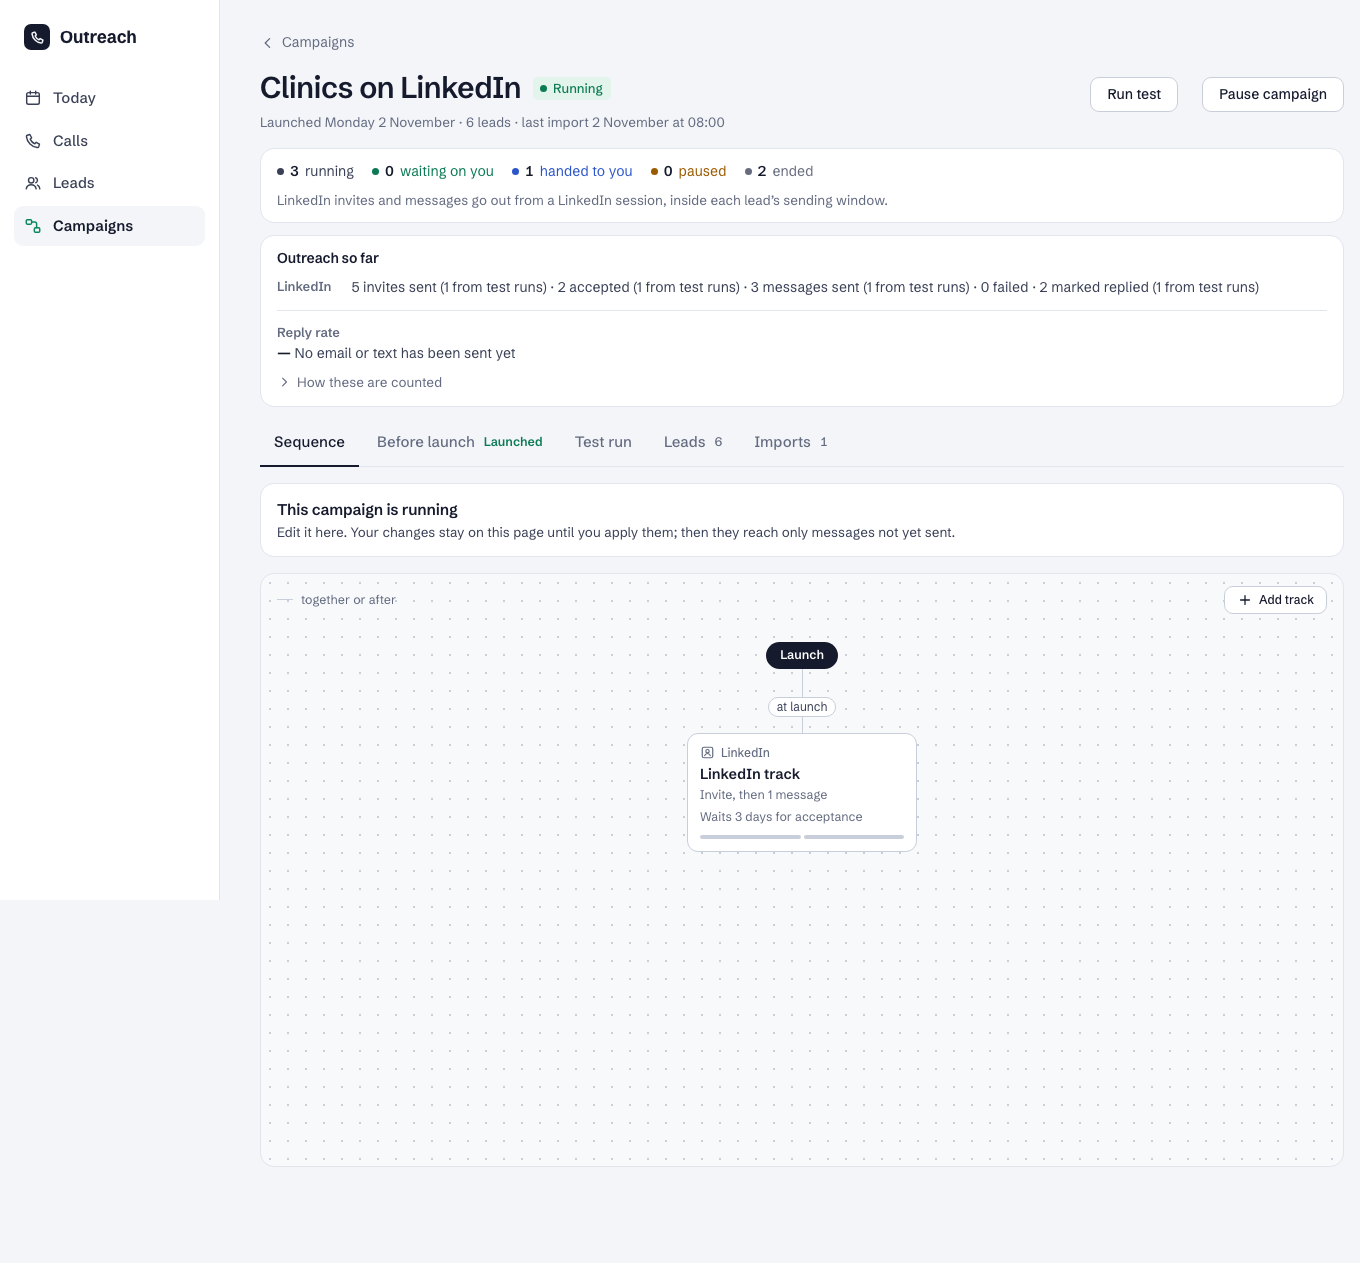 Outreach
Today
Calls
Leads
Campaigns
Campaigns
Clinics on LinkedIn
Running
Run test
Pause campaign
Launched Monday 2 November · 6 leads · last import 2 November at 08:00
3 running 0 waiting on you 1 handed to you 0 paused 2 ended
LinkedIn invites and messages go out from a LinkedIn session, inside each lead’s sending window.
Outreach so far
LinkedIn 5 invites sent (1 from test runs) · 2 accepted (1 from test runs) · 3 messages sent (1 from test runs) · 0 failed · 2 marked replied (1 from test runs)
Reply rate
— No email or text has been sent yet
How these are counted
Sequence Before launch Launched Test run Leads 6 Imports 1
This campaign is running
Edit it here. Your changes stay on this page until you apply them; then they reach only messages not yet sent.
together or after
Add track
Launch
at launch
LinkedIn
LinkedIn track
Invite, then 1 message
Waits 3 days for acceptance